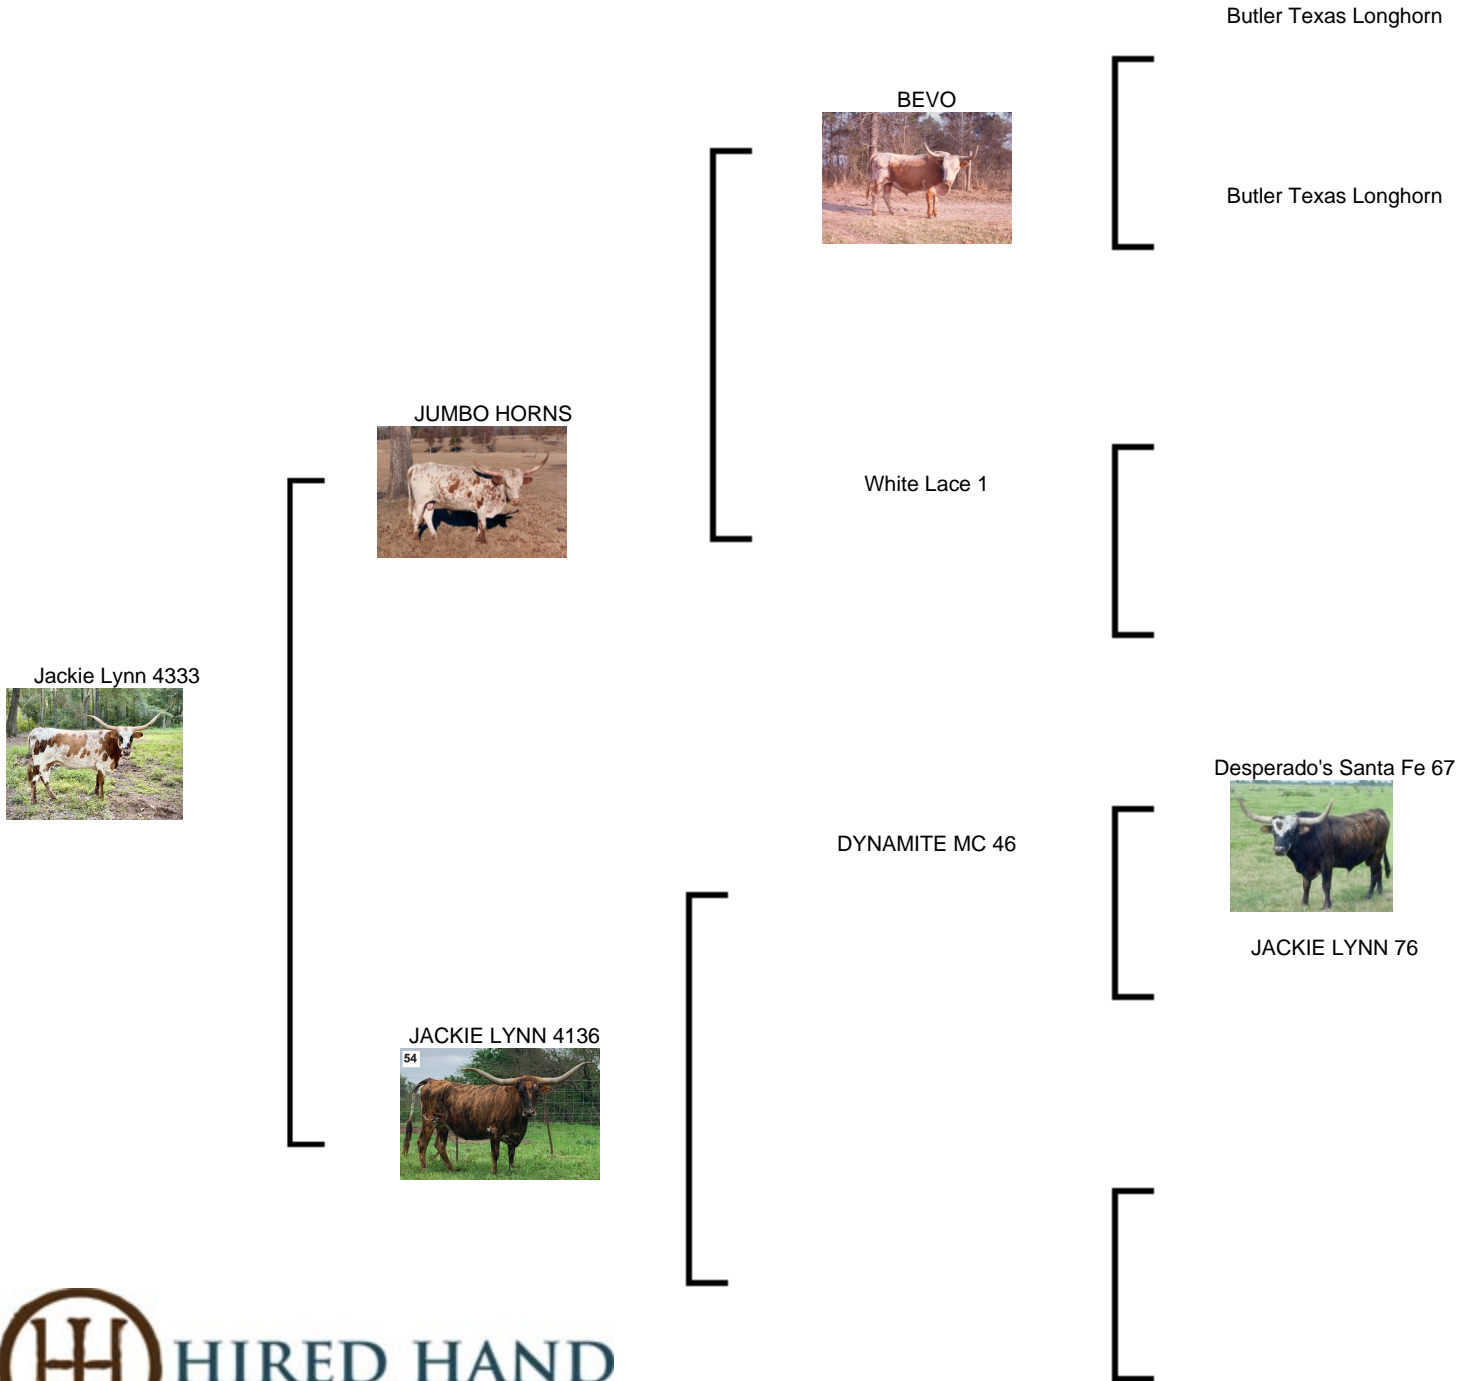 Butler Texas Longhorn
BEVO
Butler Texas Longhorn
JUMBO HORNS
White Lace 1
Jackie Lynn 4333
Desperado's Santa Fe 67
DYNAMITE MC 46
JACKIE LYNN 76
JACKIE LYNN 4136
54
HIRED HAND